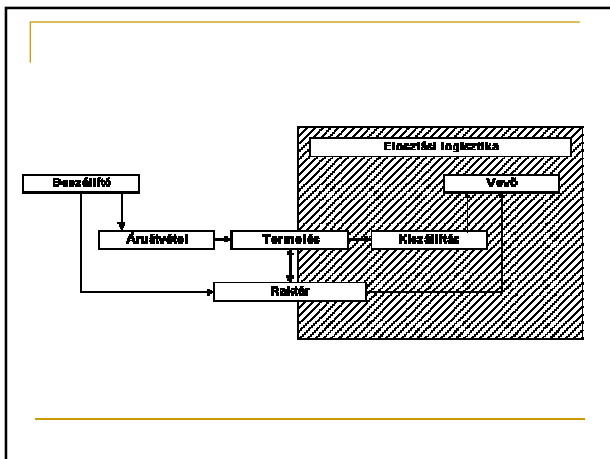 Elosztási logisztika
Beszállító
Vevő
Áruátvétel
Termelés
Kiszállítás
Raktár